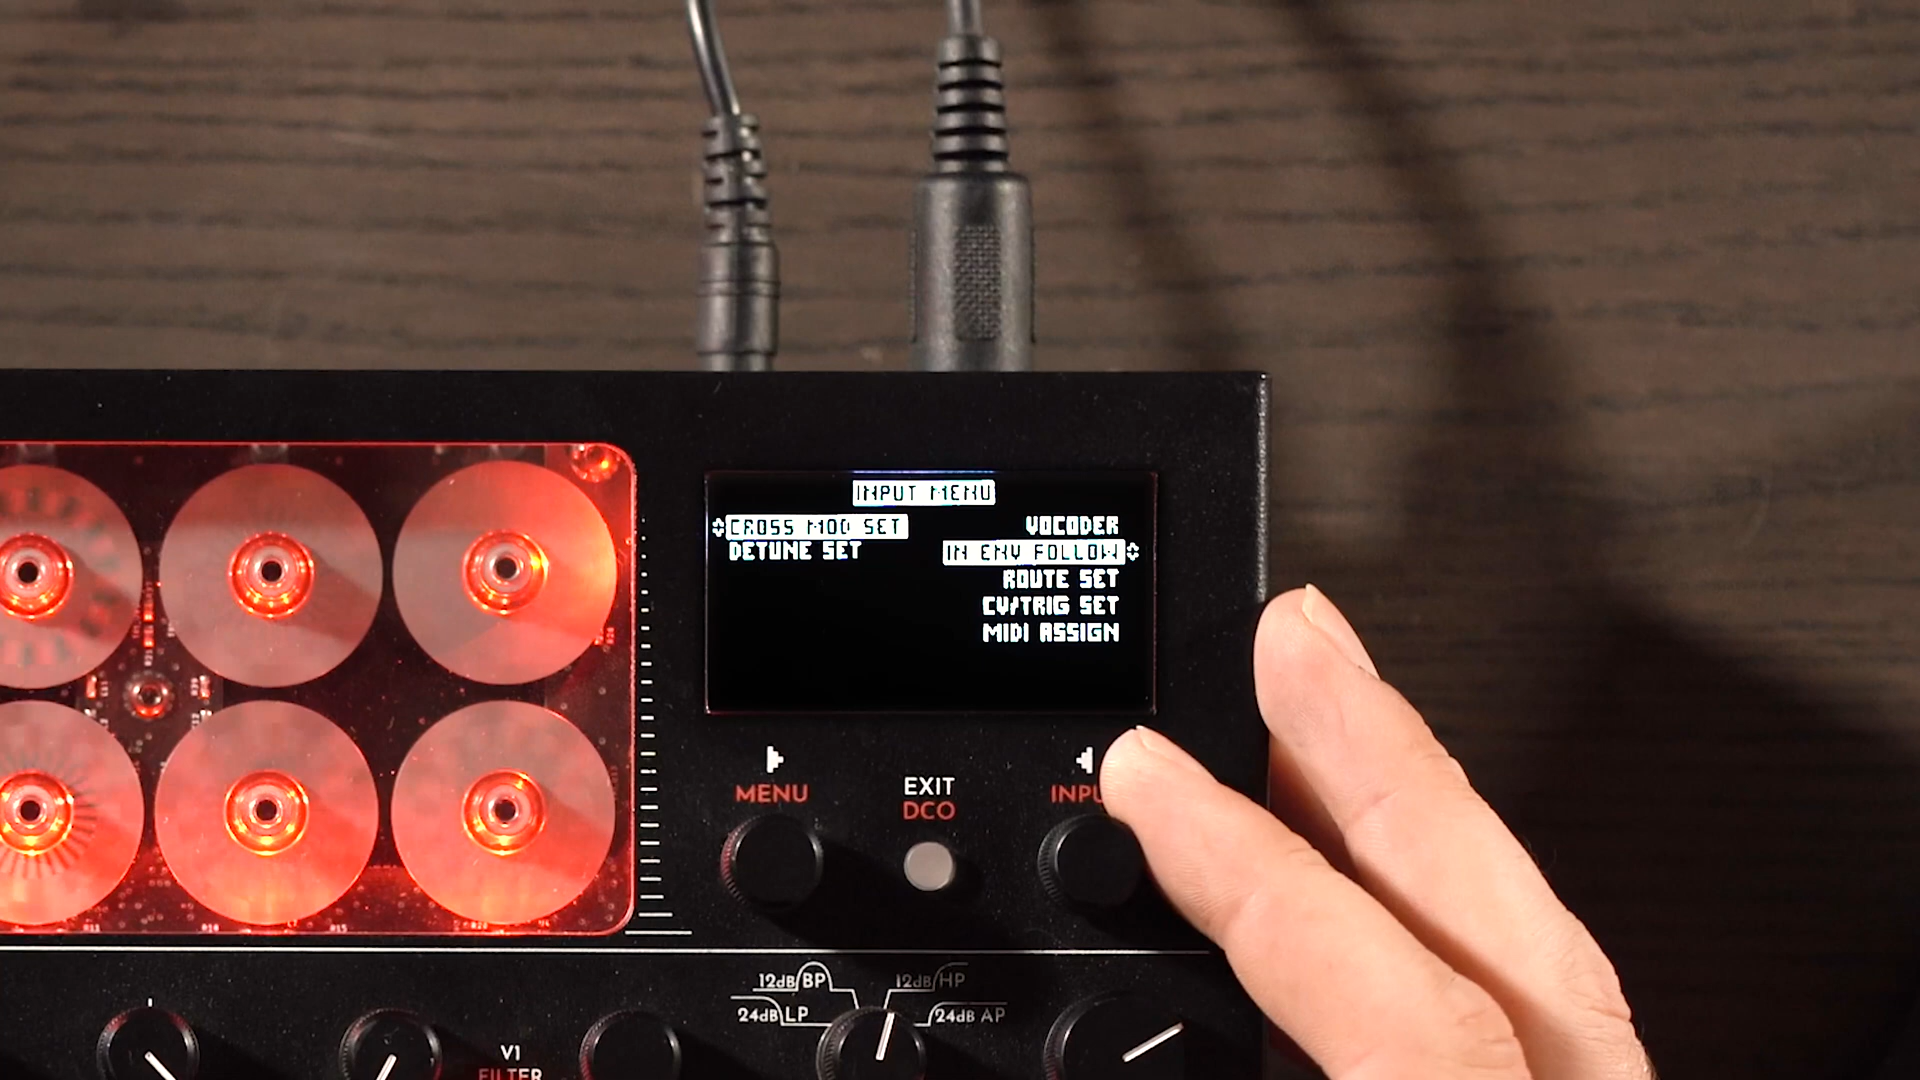 INPUT MENU
CROSS MOD SET
VOCODER
DETUNE SET
IN ENV FOLLOW
ROUTE SET
CV/TRIG SET
MIDI ASSIGN
MENU
EXIT
DCO
12dB BP
12dB HP
24dB LP
24dB AP
V1
FILTER